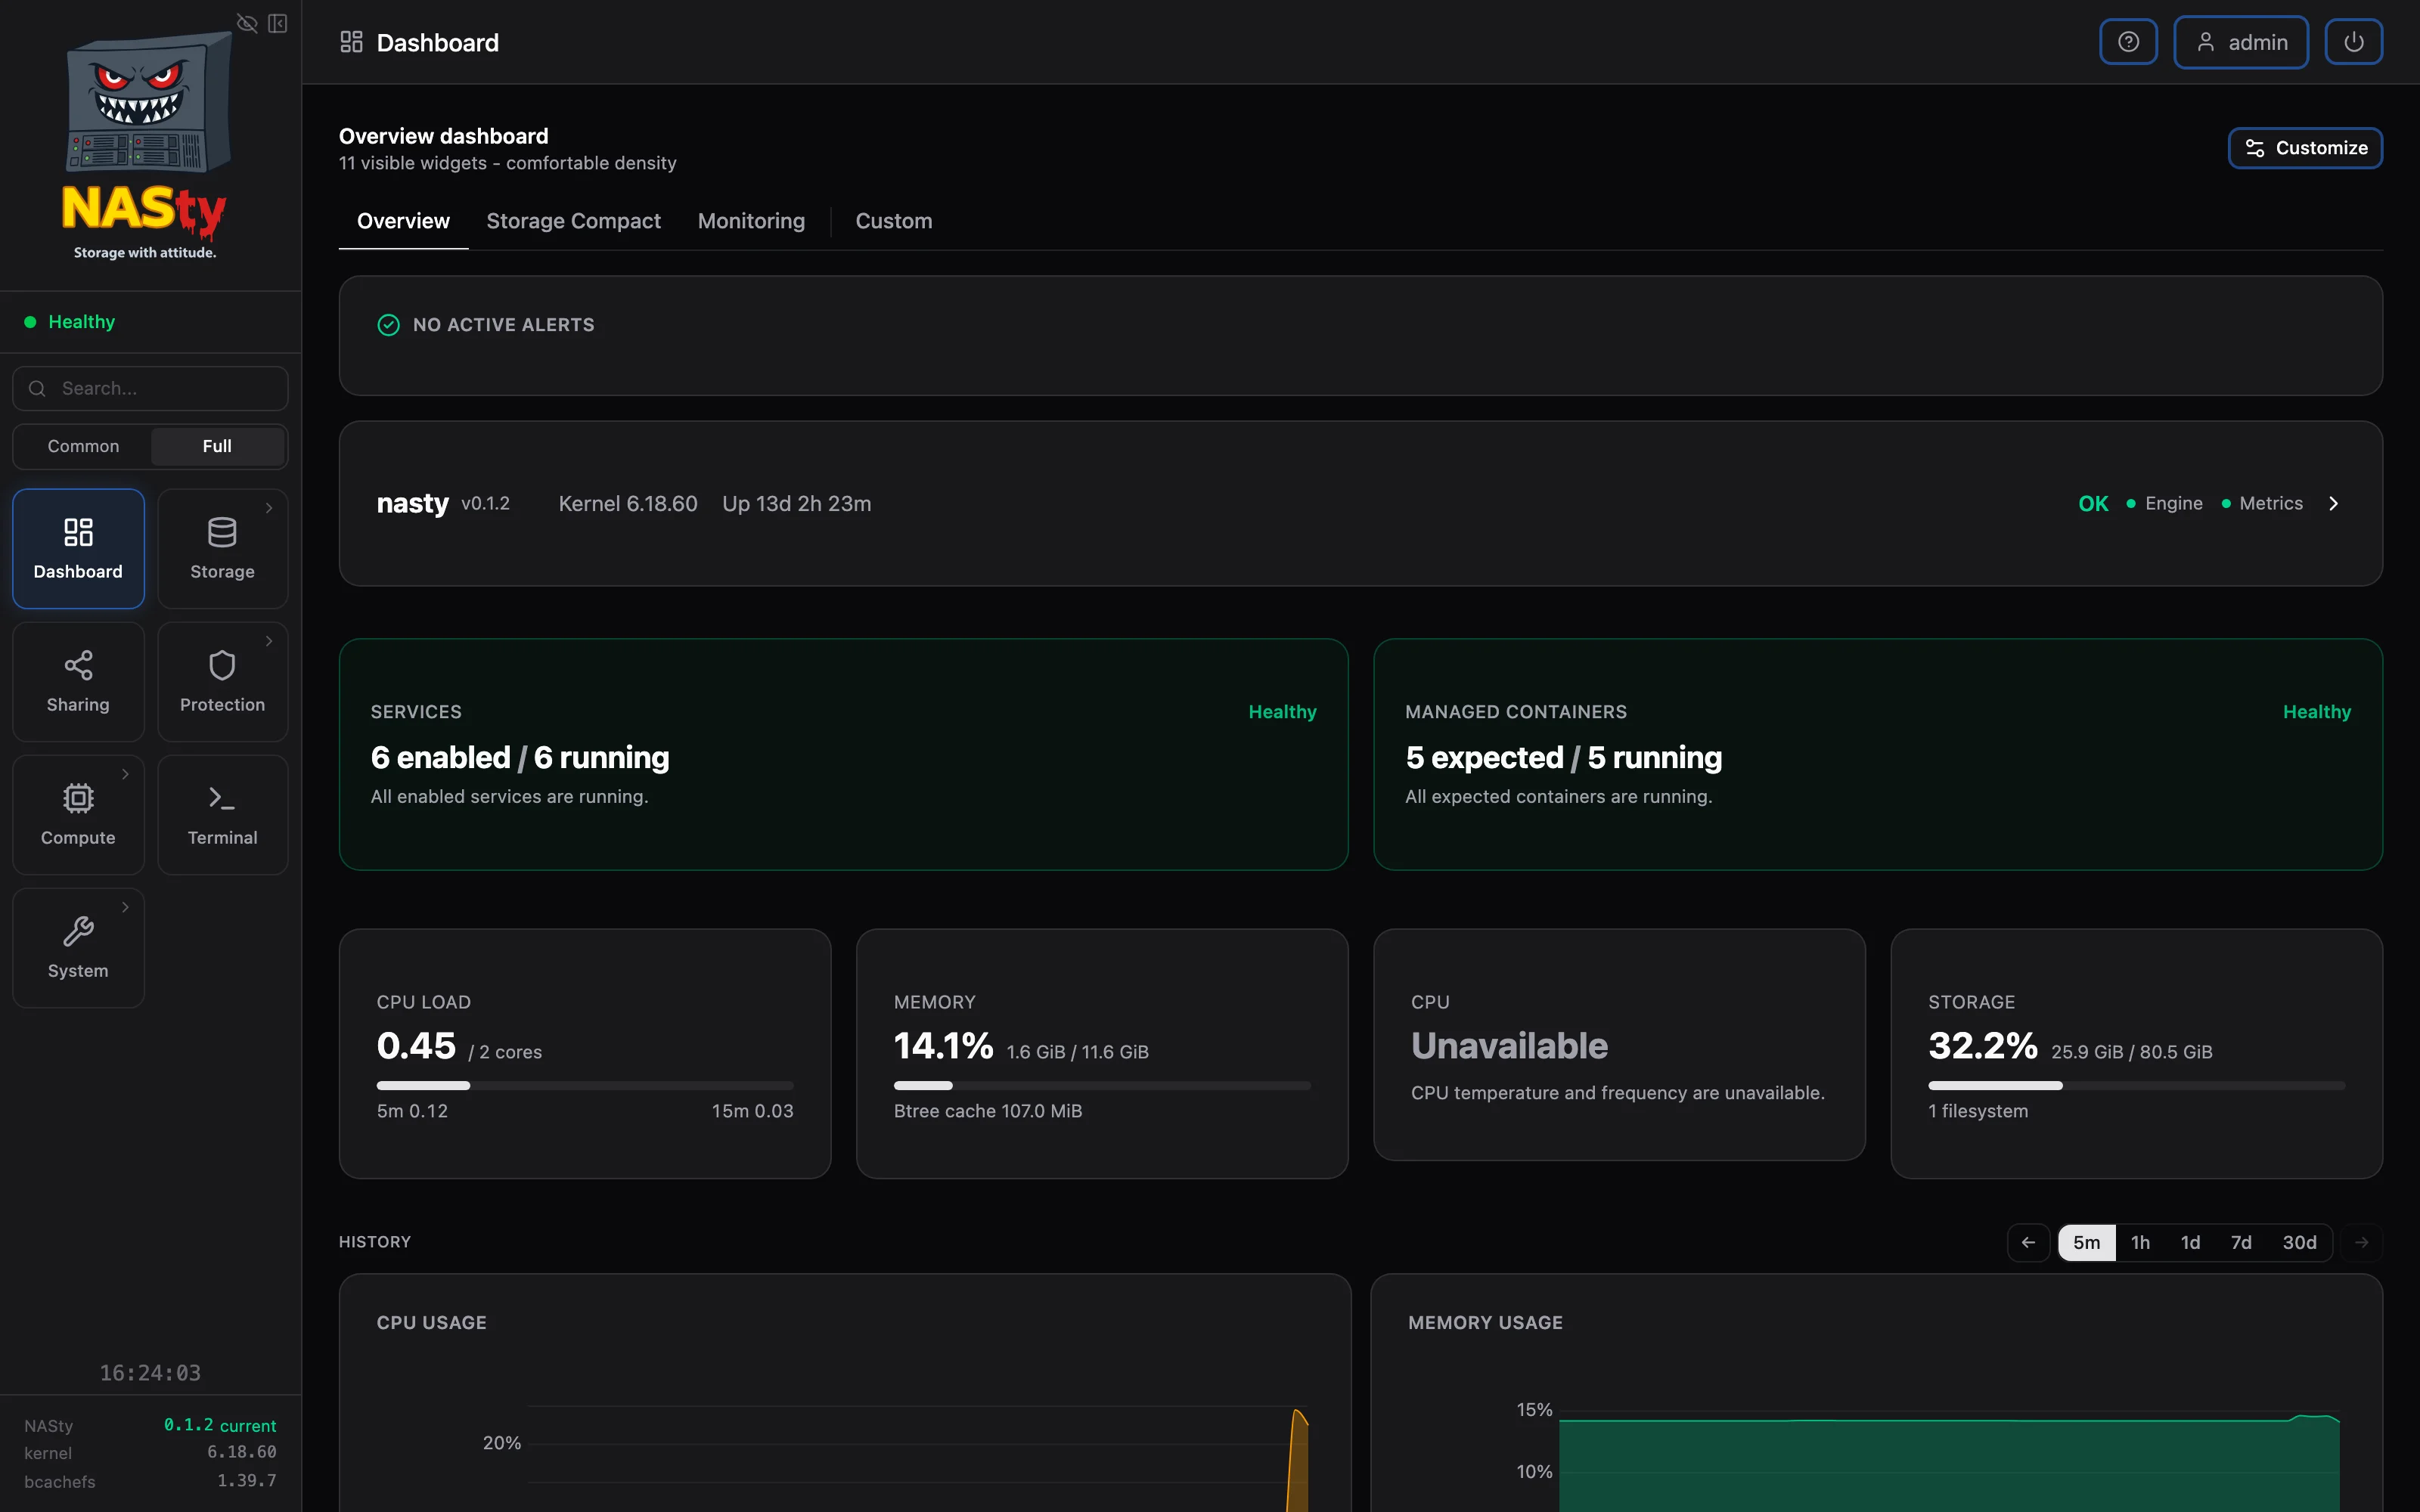 NASty
Storage with attitude.
Healthy
Search...
Common Full
Dashboard
Storage
Sharing
Protection
Compute
Terminal
System
16:24:03
NASty 0.1.2 current
kernel 6.18.60
bcachefs 1.39.7
Dashboard
admin
Overview dashboard
11 visible widgets - comfortable density
Customize
Overview Storage Compact Monitoring Custom
NO ACTIVE ALERTS
nasty v0.1.2 Kernel 6.18.60 Up 13d 2h 23m
OK Engine Metrics
SERVICES Healthy
6 enabled / 6 running
All enabled services are running.
MANAGED CONTAINERS Healthy
5 expected / 5 running
All expected containers are running.
CPU LOAD
0.45 / 2 cores
5m 0.12 15m 0.03
MEMORY
14.1% 1.6 GiB / 11.6 GiB
Btree cache 107.0 MiB
CPU
Unavailable
CPU temperature and frequency are unavailable.
STORAGE
32.2% 25.9 GiB / 80.5 GiB
1 filesystem
HISTORY
5m 1h 1d 7d 30d
CPU USAGE
20%
MEMORY USAGE
15%
10%